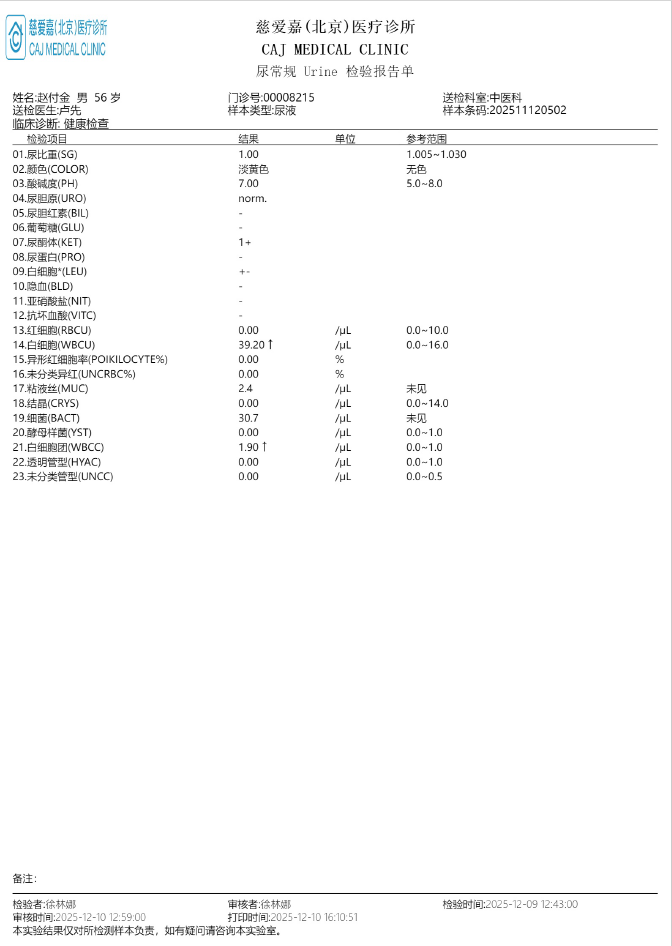 慈爱嘉(北京)医疗诊所
CAJ MEDICAL CLINIC
慈爱嘉(北京)医疗诊所
CAJ MEDICAL CLINIC
尿常规 Urine 检验报告单
姓名:赵付金 男 56 岁 门诊号:00008215 送检科室:中医科
送检医生:卢先 样本类型:尿液 样本条码:202511120502
临床诊断: 健康检查
检验项目 结果 单位 参考范围
01.尿比重(SG) 1.00 1.005~1.030
02.颜色(COLOR) 淡黄色 无色
03.酸碱度(PH) 7.00 5.0~8.0
04.尿胆原(URO) norm.
05.尿胆红素(BIL) -
06.葡萄糖(GLU) -
07.尿酮体(KET) 1+
08.尿蛋白(PRO) -
09.白细胞*(LEU) +-
10.隐血(BLD) -
11.亚硝酸盐(NIT) -
12.抗坏血酸(VITC) -
13.红细胞(RBCU) 0.00 /μL 0.0~10.0
14.白细胞(WBCU) 39.20 ↑ /μL 0.0~16.0
15.异形红细胞率(POIKILOCYTE%) 0.00 %
16.未分类异红(UNCRBC%) 0.00 %
17.粘液丝(MUC) 2.4 /μL 未见
18.结晶(CRYS) 0.00 /μL 0.0~14.0
19.细菌(BACT) 30.7 /μL 未见
20.酵母样菌(YST) 0.00 /μL 0.0~1.0
21.白细胞团(WBCC) 1.90 ↑ /μL 0.0~1.0
22.透明管型(HYAC) 0.00 /μL 0.0~1.0
23.未分类管型(UNCC) 0.00 /μL 0.0~0.5
备注:
检验者:徐林娜 审核者:徐林娜 检验时间:2025-12-09 12:43:00
审核时间:2025-12-10 12:59:00 打印时间:2025-12-10 16:10:51
本实验结果仅对所检测样本负责，如有疑问请咨询本实验室。